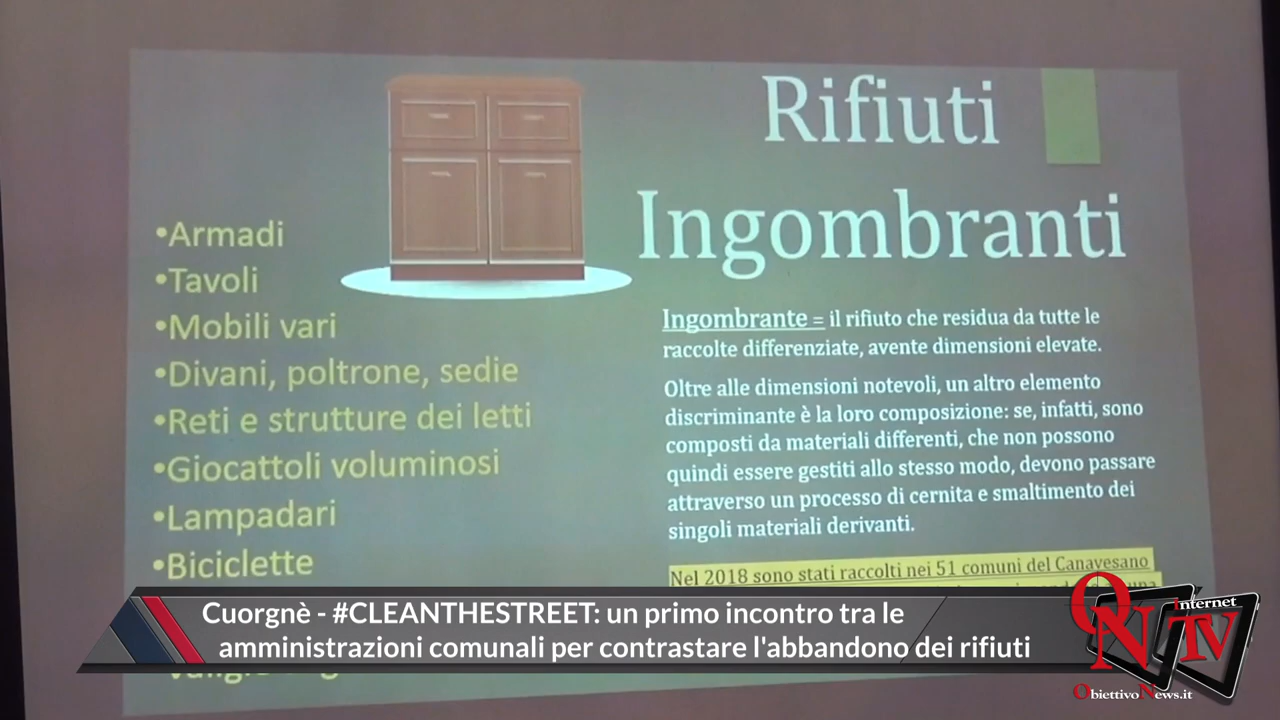 Rifiuti
Ingombranti
•Armadi
•Tavoli
•Mobili vari
•Divani, poltrone, sedie
•Reti e strutture dei letti
•Giocattoli voluminosi
•Lampadari
•Biciclette
Ingombrante = il rifiuto che residua da tutte le
raccolte differenziate, avente dimensioni elevate.
Oltre alle dimensioni notevoli, un altro elemento
discriminante è la loro composizione: se, infatti, sono
composti da materiali differenti, che non possono
quindi essere gestiti allo stesso modo, devono passare
attraverso un processo di cernita e smaltimento dei
singoli materiali derivanti.
Nel 2018 sono stati raccolti nei 51 comuni del Canavesano
Cuorgnè - #CLEANTHESTREET: un primo incontro tra le
amministrazioni comunali per contrastare l'abbandono dei rifiuti
ON
Internet
TV
ObiettivoNews.it